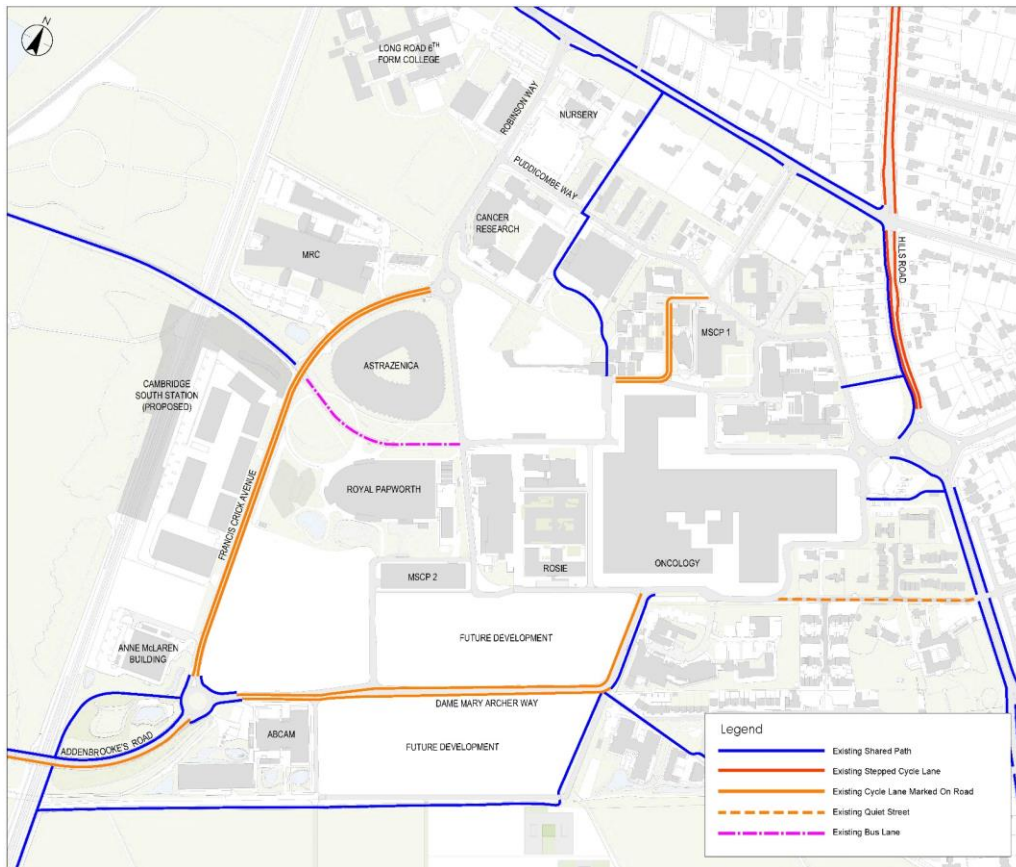 N
LONG ROAD 6TH
FORM COLLEGE
ROBINSON WAY
NURSERY
PUDDICOMBE WAY
CANCER
RESEARCH
HILLS ROAD
MRC
MSCP 1
ASTRAZENICA
CAMBRIDGE
SOUTH STATION
(PROPOSED)
FRANCIS CRICK AVENUE
ROYAL PAPWORTH
MSCP 2
ROSIE
ONCOLOGY
FUTURE DEVELOPMENT
ANNE McLAREN
BUILDING
DAME MARY ARCHER WAY
ADDENBROOKE'S ROAD
ABCAM
FUTURE DEVELOPMENT
Legend
Existing Shared Path
Existing Stepped Cycle Lane
Existing Cycle Lane Marked On Road
Existing Quiet Street
Existing Bus Lane